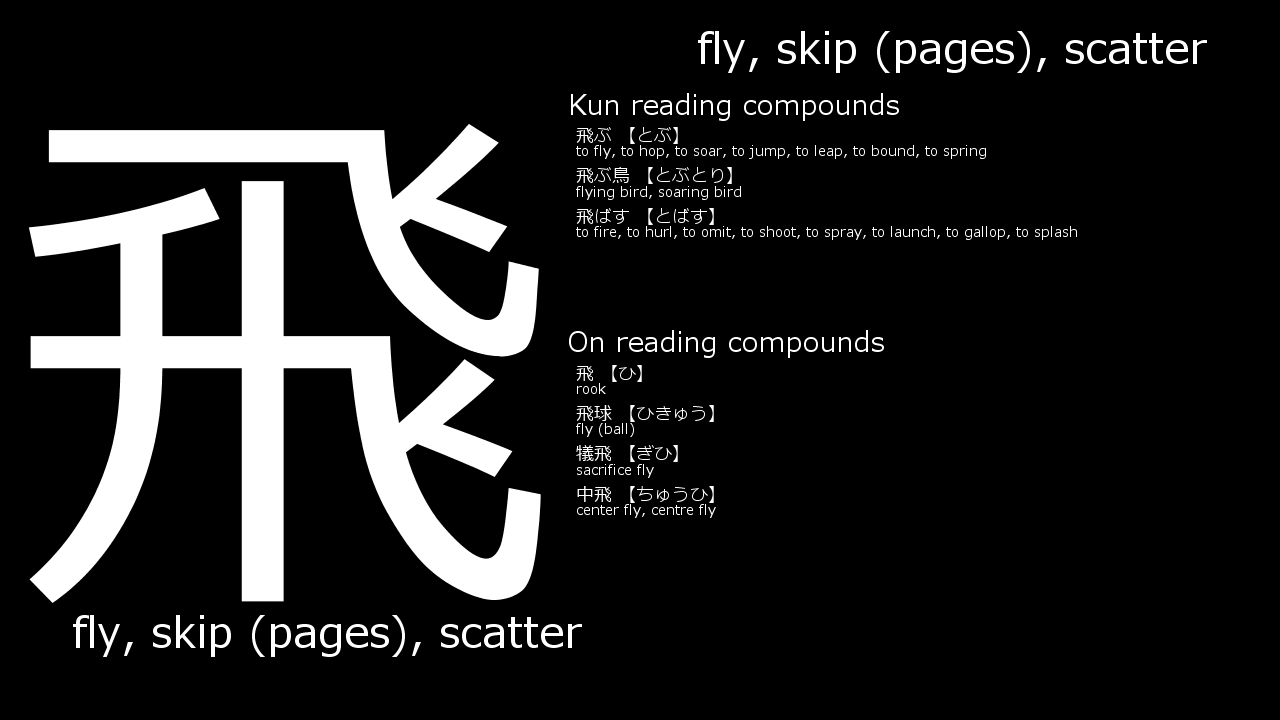 飛
fly, skip (pages), scatter
fly, skip (pages), scatter
Kun reading compounds
飛ぶ 【とぶ】
to fly, to hop, to soar, to jump, to leap, to bound, to spring
飛ぶ鳥 【とぶとり】
flying bird, soaring bird
飛ばす 【とばす】
to fire, to hurl, to omit, to shoot, to spray, to launch, to gallop, to splash
On reading compounds
飛 【ひ】
rook
飛球 【ひきゅう】
fly (ball)
犠飛 【ぎひ】
sacrifice fly
中飛 【ちゅうひ】
center fly, centre fly